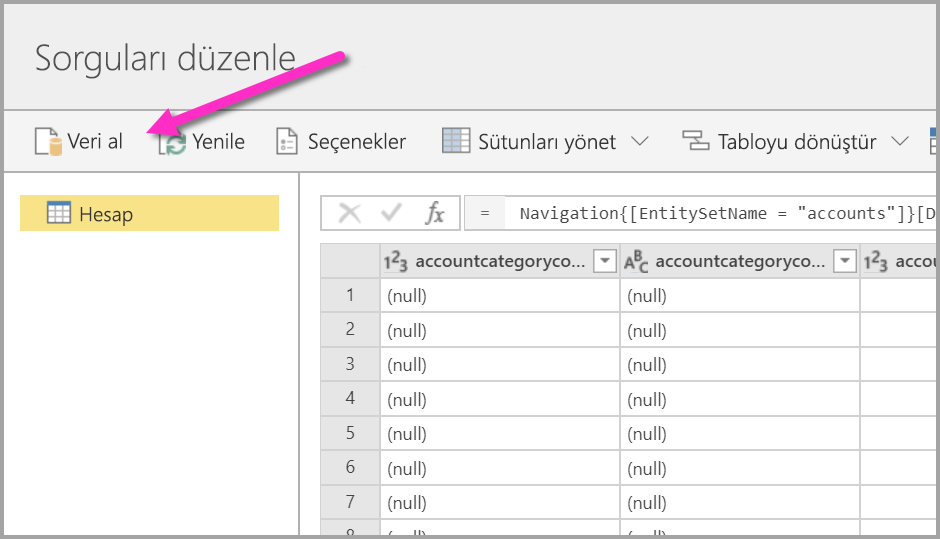 Sorguları düzenle
Veri al Yenile Seçenekler Sütunları yönet Tabloyu dönüştür
Hesap
fx = Navigation{[EntitySetName = "accounts"]}[D
1²3 accountcategoryco... ABC accountcategoryco... 1²3 accou
1 (null) (null)
2 (null) (null)
3 (null) (null)
4 (null) (null)
5 (null) (null)
6 (null) (null)
7 (null) (null)
8 (null) (null)